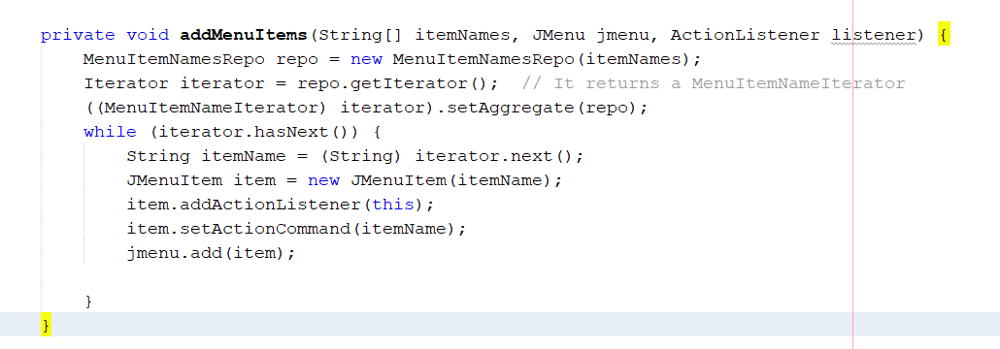 private void addMenuItems(String[] itemNames, JMenu jmenu, ActionListener listener) {
MenuItemNamesRepo repo = new MenuItemNamesRepo(itemNames);
Iterator iterator = repo.getIterator();  // It returns a MenuItemNameIterator
((MenuItemNameIterator) iterator).setAggregate(repo);
while (iterator.hasNext()) {
String itemName = (String) iterator.next();
JMenuItem item = new JMenuItem(itemName);
item.addActionListener(this);
item.setActionCommand(itemName);
jmenu.add(item);
}
}